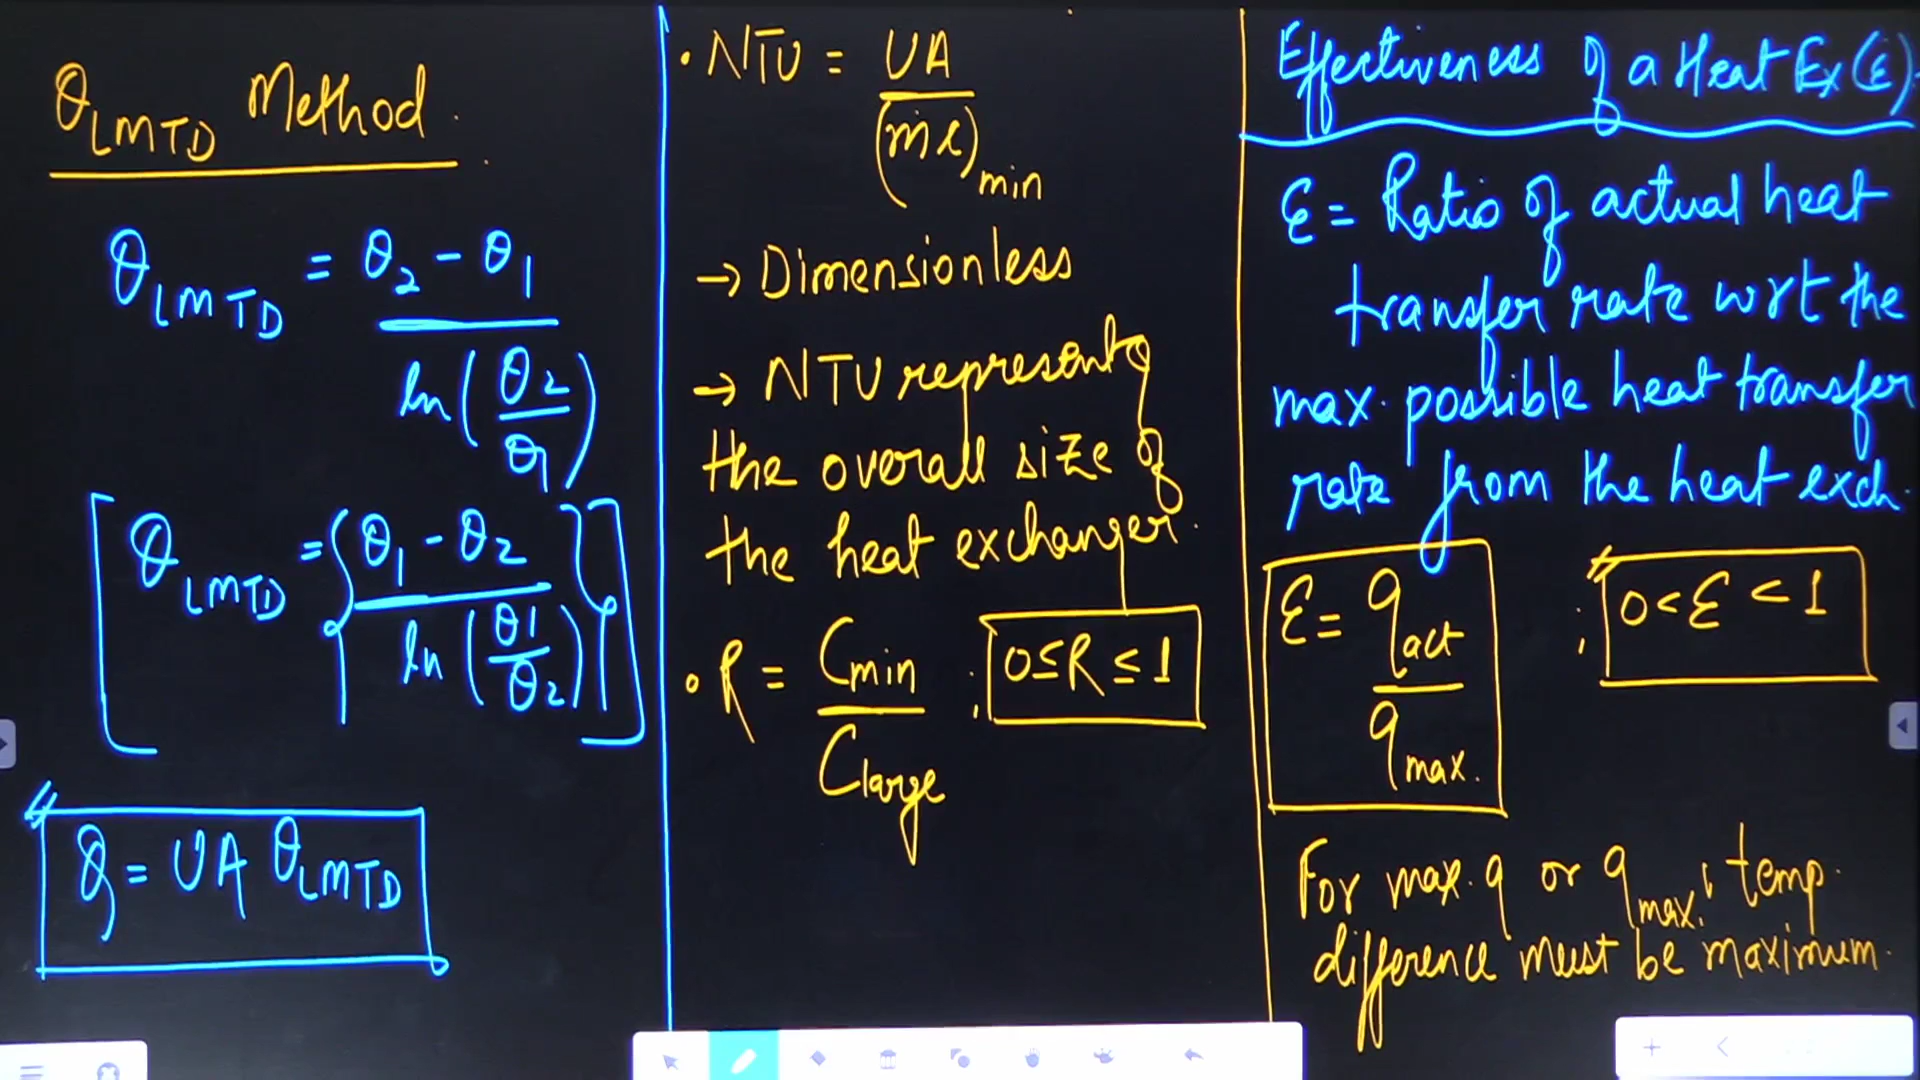 θLMTD Method.
θLMTD = θ2 - θ1
ln(θ2/θ1)
[θLMTD = {θ1 - θ2
ln(θ1/θ2)}]
Q = UA θLMTD
• NTU = UA
(ṁc)min
→ Dimensionless
→ NTU represents
the overall size of
the heat exchanger.
• R = Cmin ; 0≤R≤1
Clarge
Effectiveness of a Heat Ex(ε).
ε = Ratio of actual heat
transfer rate wrt the
max. possible heat transfer
rate from the heat exch.
ε = qact ; 0<ε<1
qmax.
For max. q or qmax, temp.
difference must be maximum.